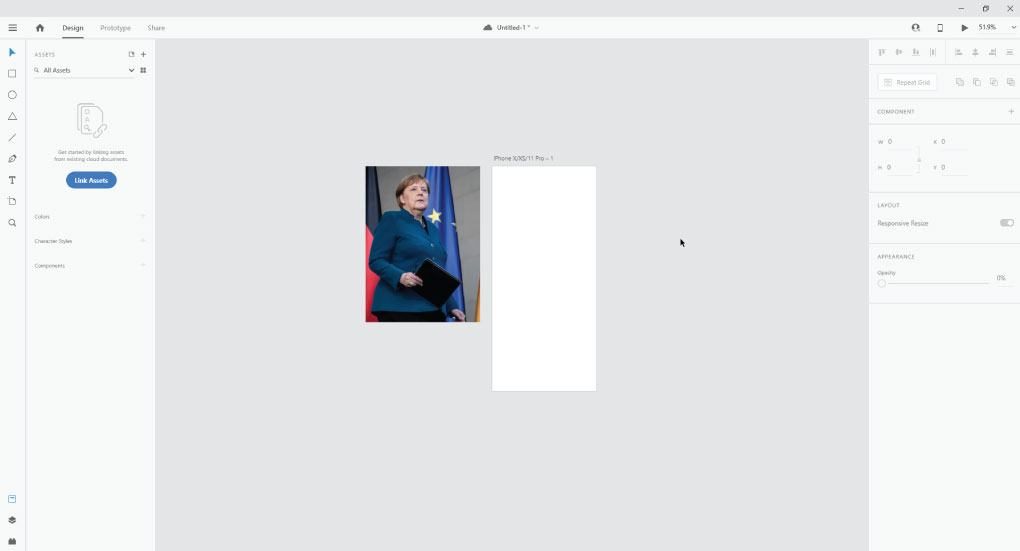 Design
Prototype
Share
Untitled-1 *
51.9%
ASSETS
All Assets
Get started by linking assets
from existing cloud documents.
Link Assets
Colors
Character Styles
Components
iPhone X/XS/11 Pro – 1
Repeat Grid
COMPONENT
W 0
X 0
H 0
Y 0
LAYOUT
Responsive Resize
APPEARANCE
Opacity
0%